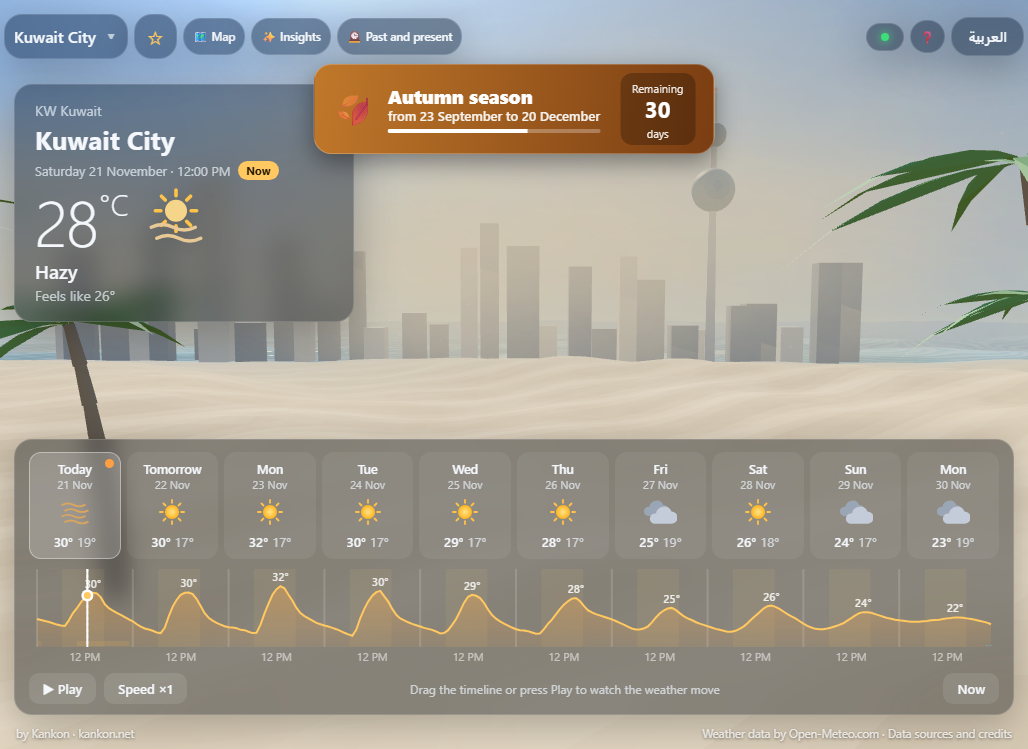 Kuwait City
Map
Insights
Past and present
العربية
Autumn season
from 23 September to 20 December
Remaining
30
days
KW Kuwait
Kuwait City
Saturday 21 November · 12:00 PM Now
28°C
Hazy
Feels like 26°
Today Tomorrow Mon Tue Wed Thu Fri Sat Sun Mon
21 Nov 22 Nov 23 Nov 24 Nov 25 Nov 26 Nov 27 Nov 28 Nov 29 Nov 30 Nov
30° 19° 30° 17° 32° 17° 30° 17° 29° 17° 28° 17° 25° 19° 26° 18° 24° 17° 23° 19°
30° 30° 32° 30° 29° 28° 25° 26° 24° 22°
12 PM 12 PM 12 PM 12 PM 12 PM 12 PM 12 PM 12 PM 12 PM 12 PM
Play Speed ×1 Drag the timeline or press Play to watch the weather move Now
by Kankon · kankon.net Weather data by Open-Meteo.com · Data sources and credits